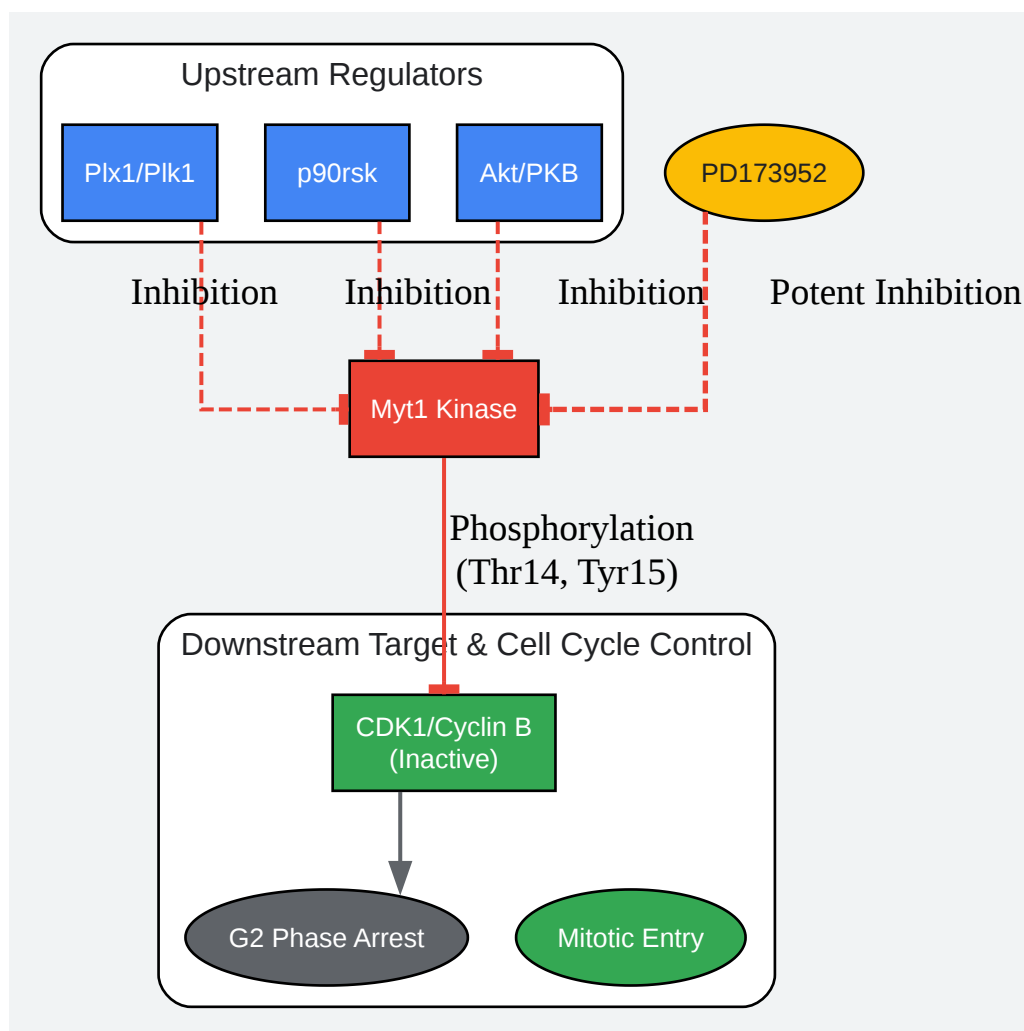 Upstream Regulators
Plx1/Plk1
p90rsk
Akt/PKB
PD173952
Inhibition
Inhibition
Inhibition
Potent Inhibition
Myt1 Kinase
Phosphorylation
(Thr14, Tyr15)
Downstream Target & Cell Cycle Control
CDK1/Cyclin B
(Inactive)
G2 Phase Arrest
Mitotic Entry